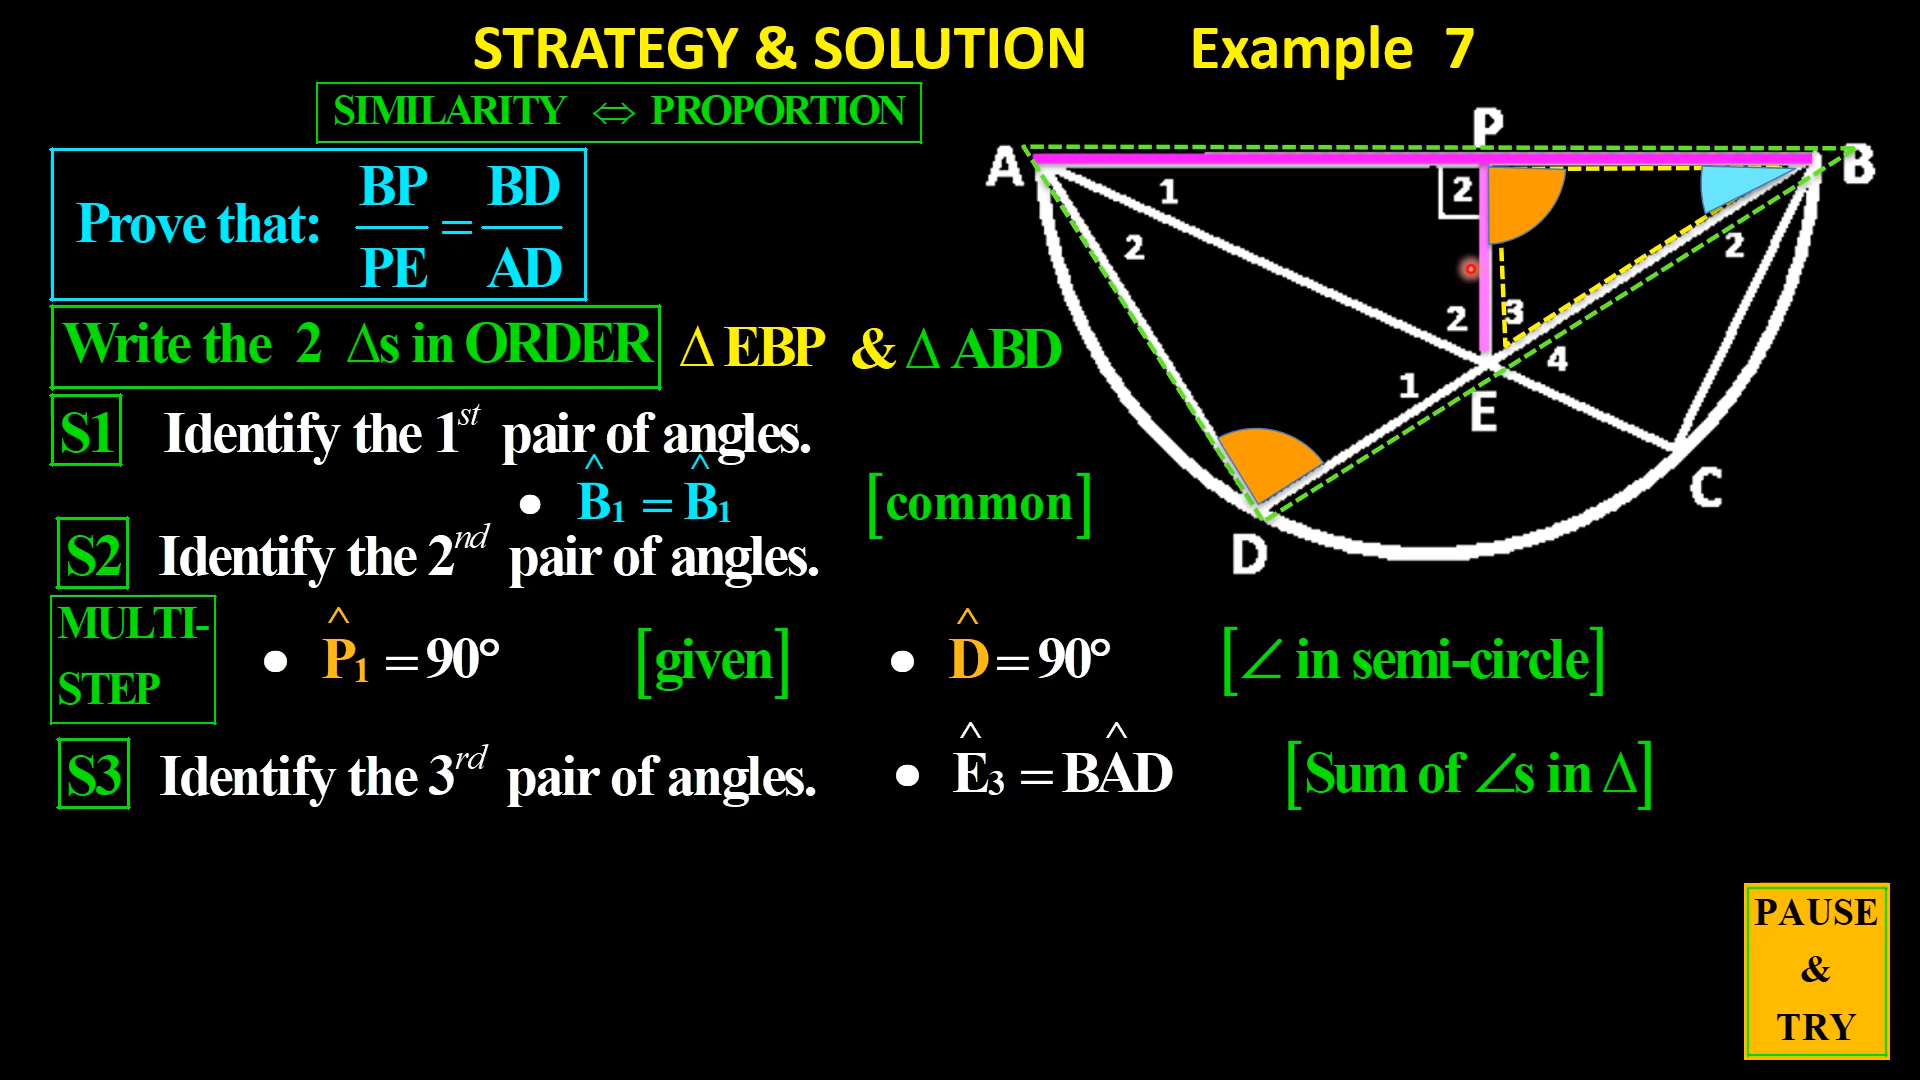 STRATEGY & SOLUTION Example 7
SIMILARITY ⇔ PROPORTION
Prove that: BP/PE = BD/AD
Write the 2 Δs in ORDER Δ EBP & Δ ABD
S1 Identify the 1st pair of angles.
• B̂1 = B̂1 [common]
S2 Identify the 2nd pair of angles.
MULTI-
STEP
• P̂1 = 90° [given] • D̂ = 90° [∠ in semi-circle]
S3 Identify the 3rd pair of angles. • Ê3 = BÂD [Sum of ∠s in Δ]
P
A
B
1
2
2
2
2
3
4
1
E
C
D
PAUSE
&
TRY